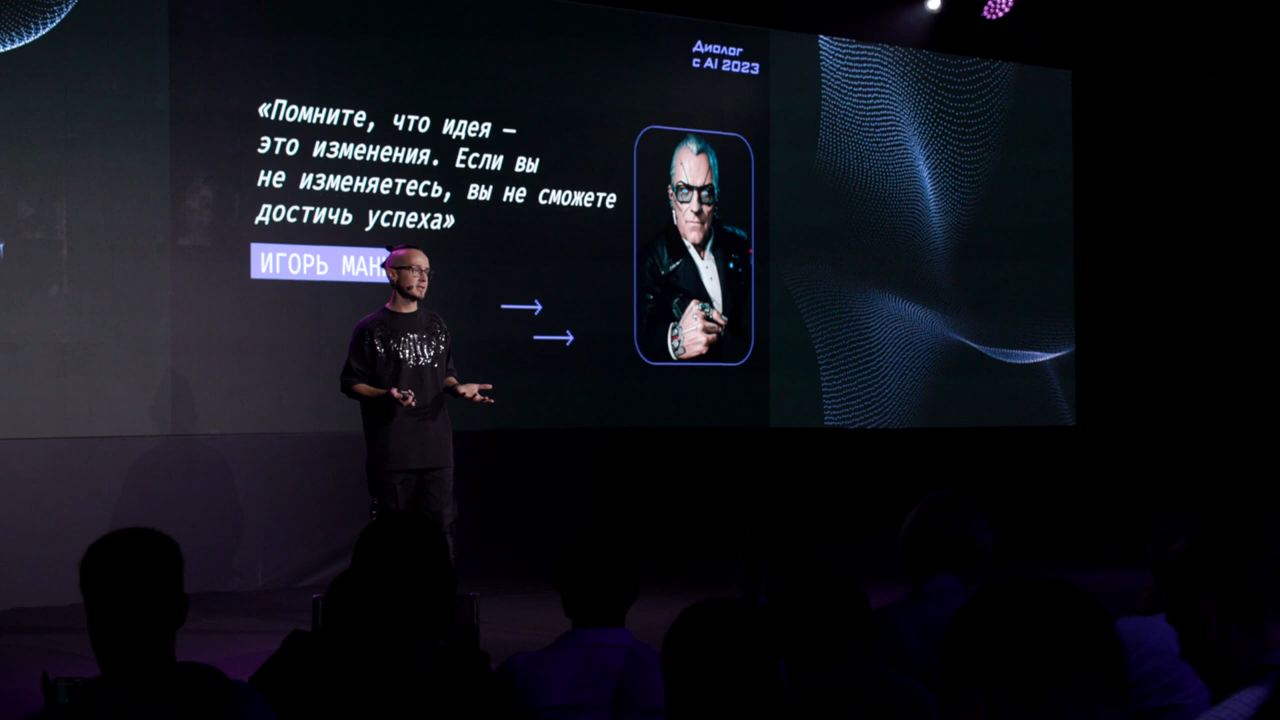 Диалог
с AI 2023
«Помните, что идея —
это изменения. Если вы
не изменяетесь, вы не сможете
достичь успеха»
ИГОРЬ